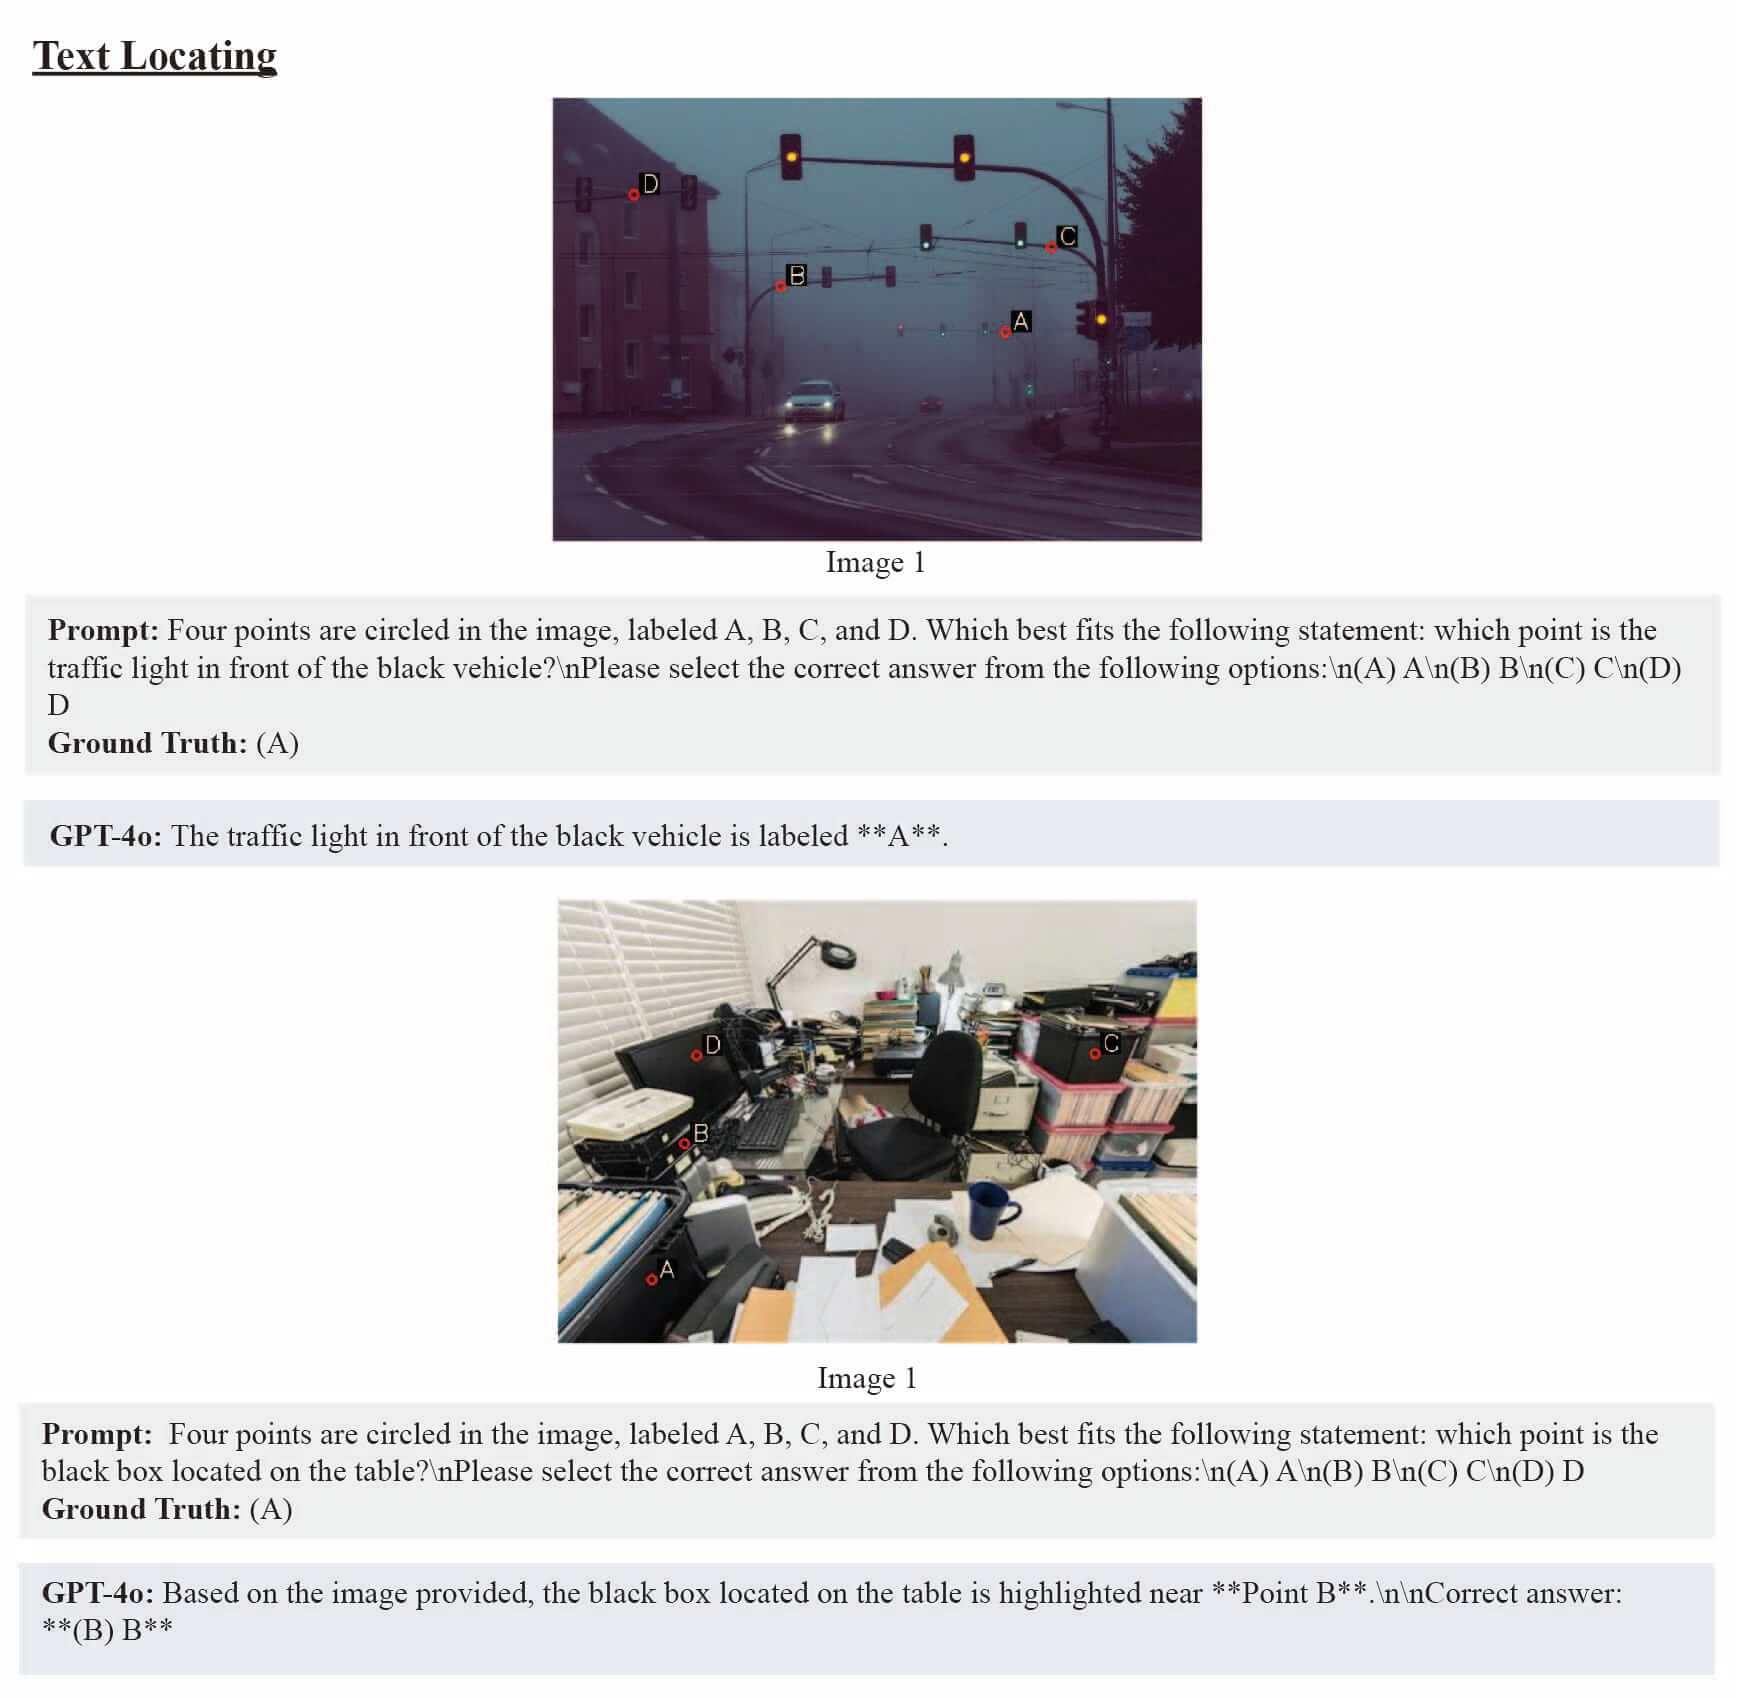 Text Locating
D
C
B
A
Image 1
Prompt: Four points are circled in the image, labeled A, B, C, and D. Which best fits the following statement: which point is the
traffic light in front of the black vehicle?\nPlease select the correct answer from the following options:\n(A) A\n(B) B\n(C) C\n(D)
D
Ground Truth: (A)
GPT-4o: The traffic light in front of the black vehicle is labeled **A**.
D
C
B
A
Image 1
Prompt:  Four points are circled in the image, labeled A, B, C, and D. Which best fits the following statement: which point is the
black box located on the table?\nPlease select the correct answer from the following options:\n(A) A\n(B) B\n(C) C\n(D) D
Ground Truth: (A)
GPT-4o: Based on the image provided, the black box located on the table is highlighted near **Point B**.\n\nCorrect answer:
**(B) B**